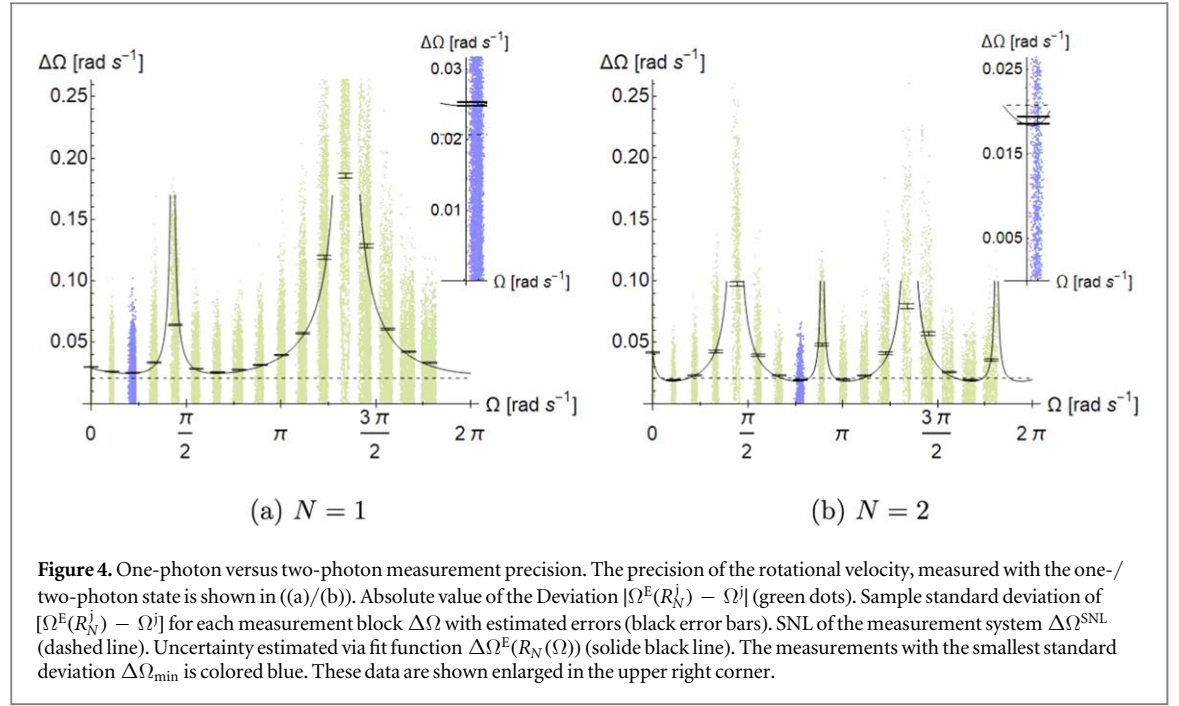 ΔΩ [rad s⁻¹]
0.25
0.20
0.15
0.10
0.05
0
π/2
π
3π/2
2π
Ω [rad s⁻¹]
ΔΩ [rad s⁻¹]
0.03
0.02
0.01
Ω [rad s⁻¹]
(a) N = 1
ΔΩ [rad s⁻¹]
0.25
0.20
0.15
0.10
0.05
0
π/2
π
3π/2
2π
Ω [rad s⁻¹]
ΔΩ [rad s⁻¹]
0.025
0.015
0.005
Ω [rad s⁻¹]
(b) N = 2
Figure 4. One-photon versus two-photon measurement precision. The precision of the rotational velocity, measured with the one-/
two-photon state is shown in ((a)/(b)). Absolute value of the Deviation |Ωᴱ(R_N^j) − Ω^j| (green dots). Sample standard deviation of
[Ωᴱ(R_N^j) − Ω^j] for each measurement block ΔΩ with estimated errors (black error bars). SNL of the measurement system ΔΩ^SNL
(dashed line). Uncertainty estimated via fit function ΔΩᴱ(R_N(Ω)) (solide black line). The measurements with the smallest standard
deviation ΔΩ_min is colored blue. These data are shown enlarged in the upper right corner.